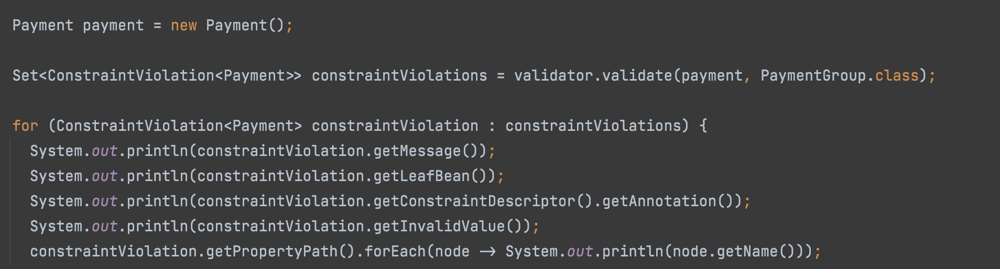 Payment payment = new Payment();
Set<ConstraintViolation<Payment>> constraintViolations = validator.validate(payment, PaymentGroup.class);
for (ConstraintViolation<Payment> constraintViolation : constraintViolations) {
System.out.println(constraintViolation.getMessage());
System.out.println(constraintViolation.getLeafBean());
System.out.println(constraintViolation.getConstraintDescriptor().getAnnotation());
System.out.println(constraintViolation.getInvalidValue());
constraintViolation.getPropertyPath().forEach(node -> System.out.println(node.getName()));